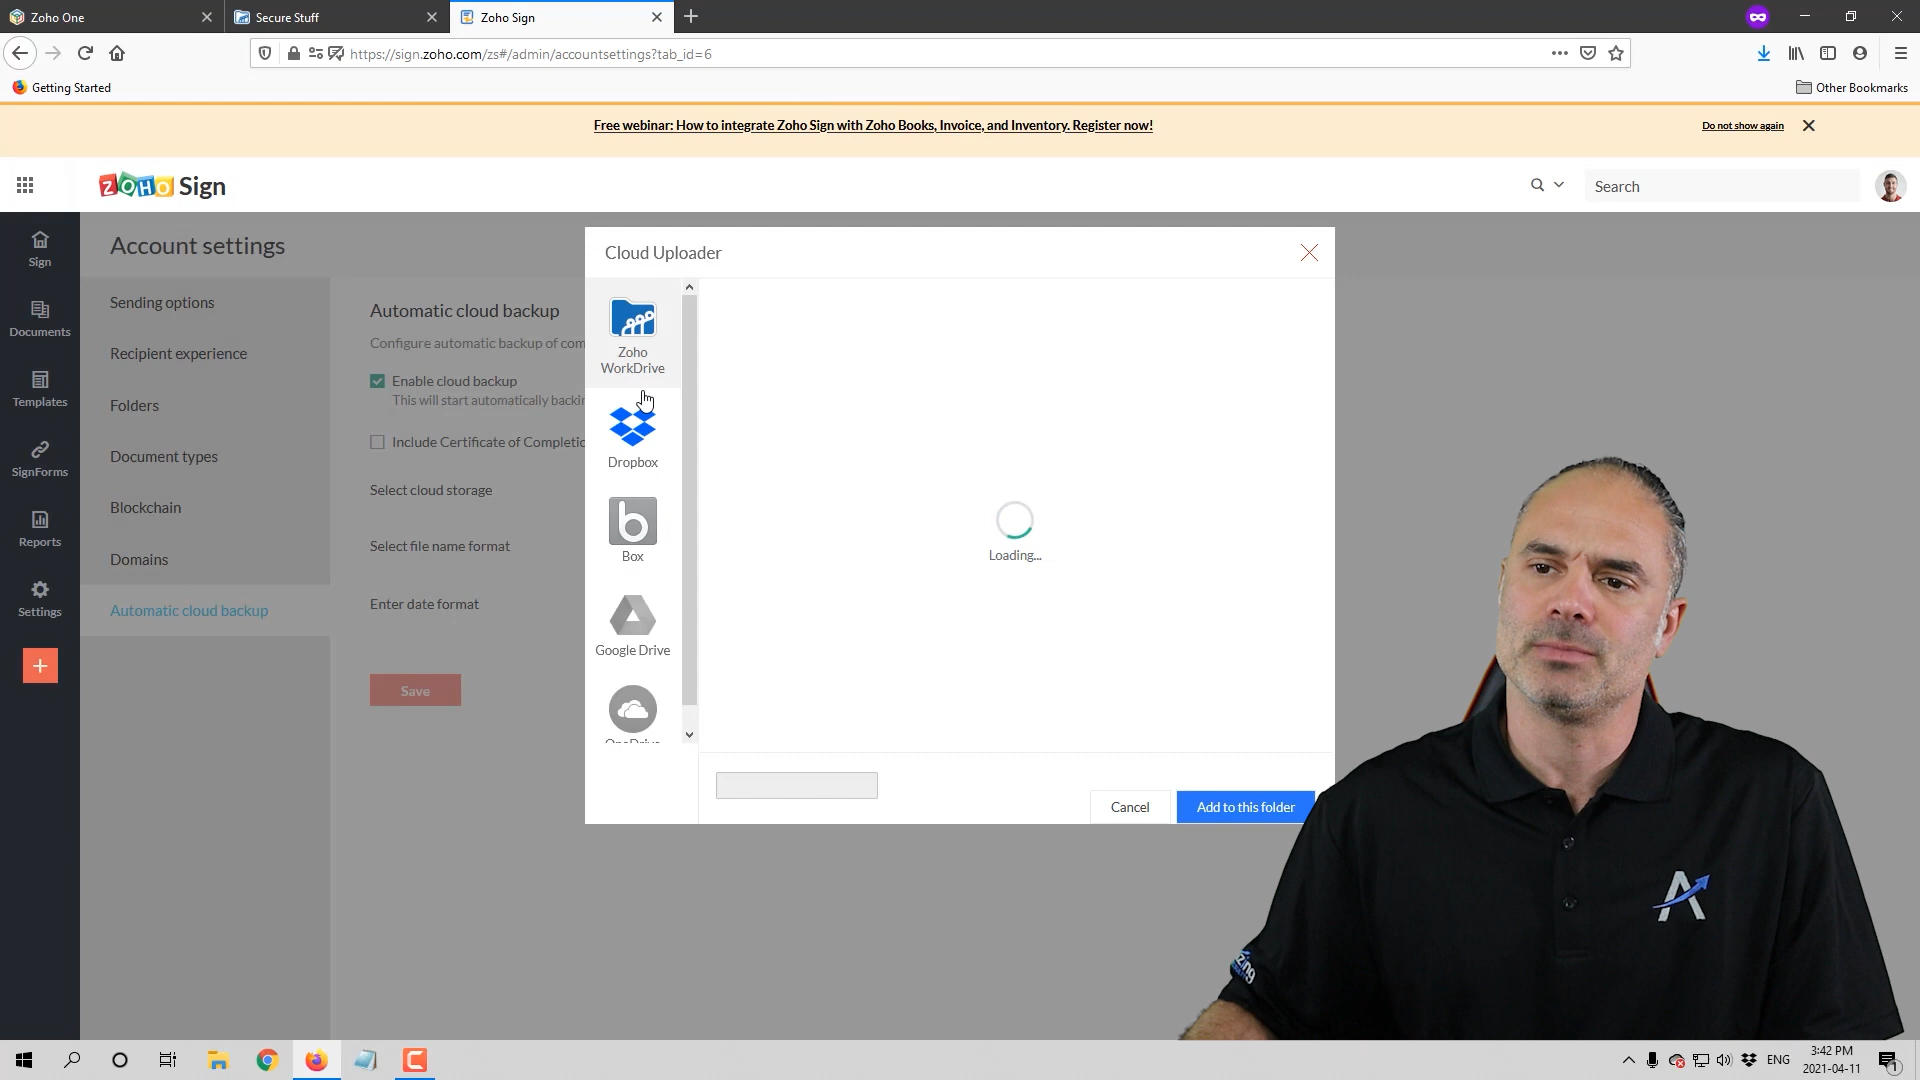 Zoho One
Secure Stuff
Zoho Sign
https://sign.zoho.com/zs#/admin/accountsettings?tab_id=6
Getting Started
Other Bookmarks
Free webinar: How to integrate Zoho Sign with Zoho Books, Invoice, and Inventory. Register now!
Do not show again
ZOHO Sign
Search
Sign
Documents
Templates
SignForms
Reports
Settings
Account settings
Sending options
Recipient experience
Folders
Document types
Blockchain
Domains
Automatic cloud backup
Automatic cloud backup
Configure automatic backup of com
Enable cloud backup
This will start automatically backin
Include Certificate of Completio
Select cloud storage
Select file name format
Enter date format
Save
Cloud Uploader
Zoho
WorkDrive
Dropbox
Box
Google Drive
OneDrive
Loading...
Cancel
Add to this folder
ENG
3:42 PM
2021-04-11
1